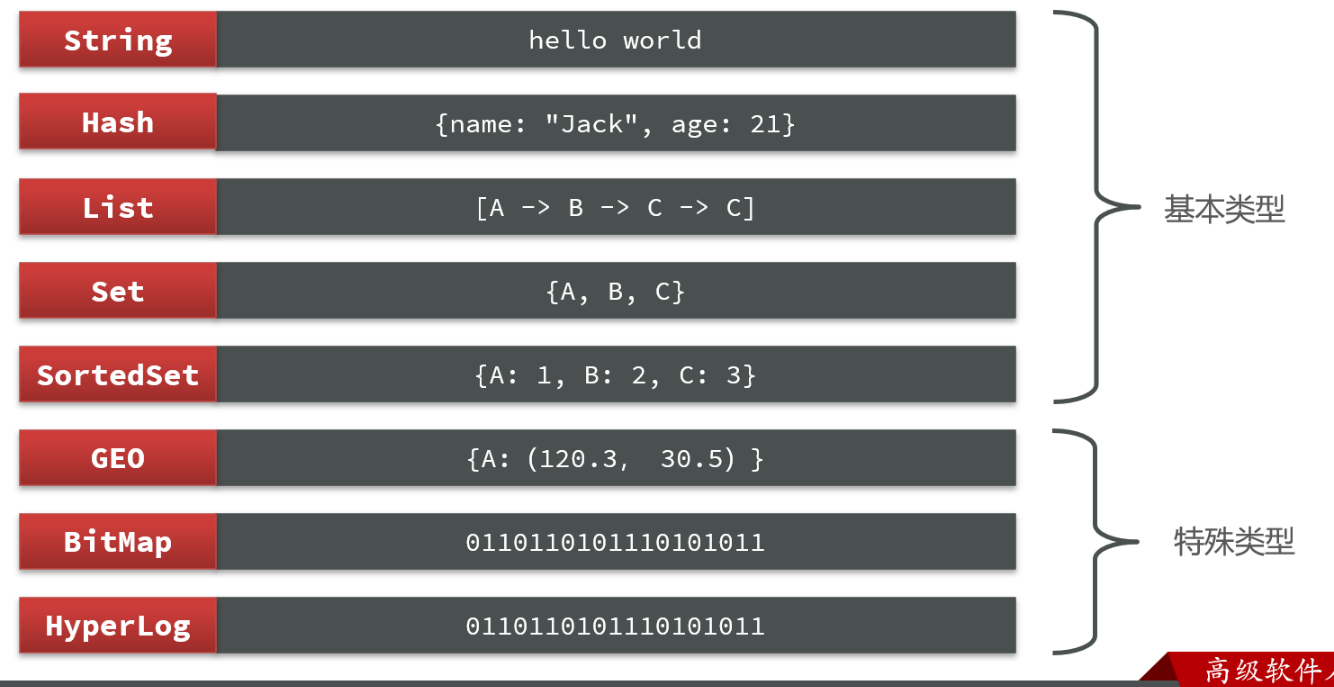 String hello world
Hash {name: "Jack", age: 21}
List [A -> B -> C -> C]
基本类型
Set {A, B, C}
SortedSet {A: 1, B: 2, C: 3}
GEO {A: (120.3, 30.5) }
BitMap 0110110101110101011
特殊类型
HyperLog 0110110101110101011
高级软件